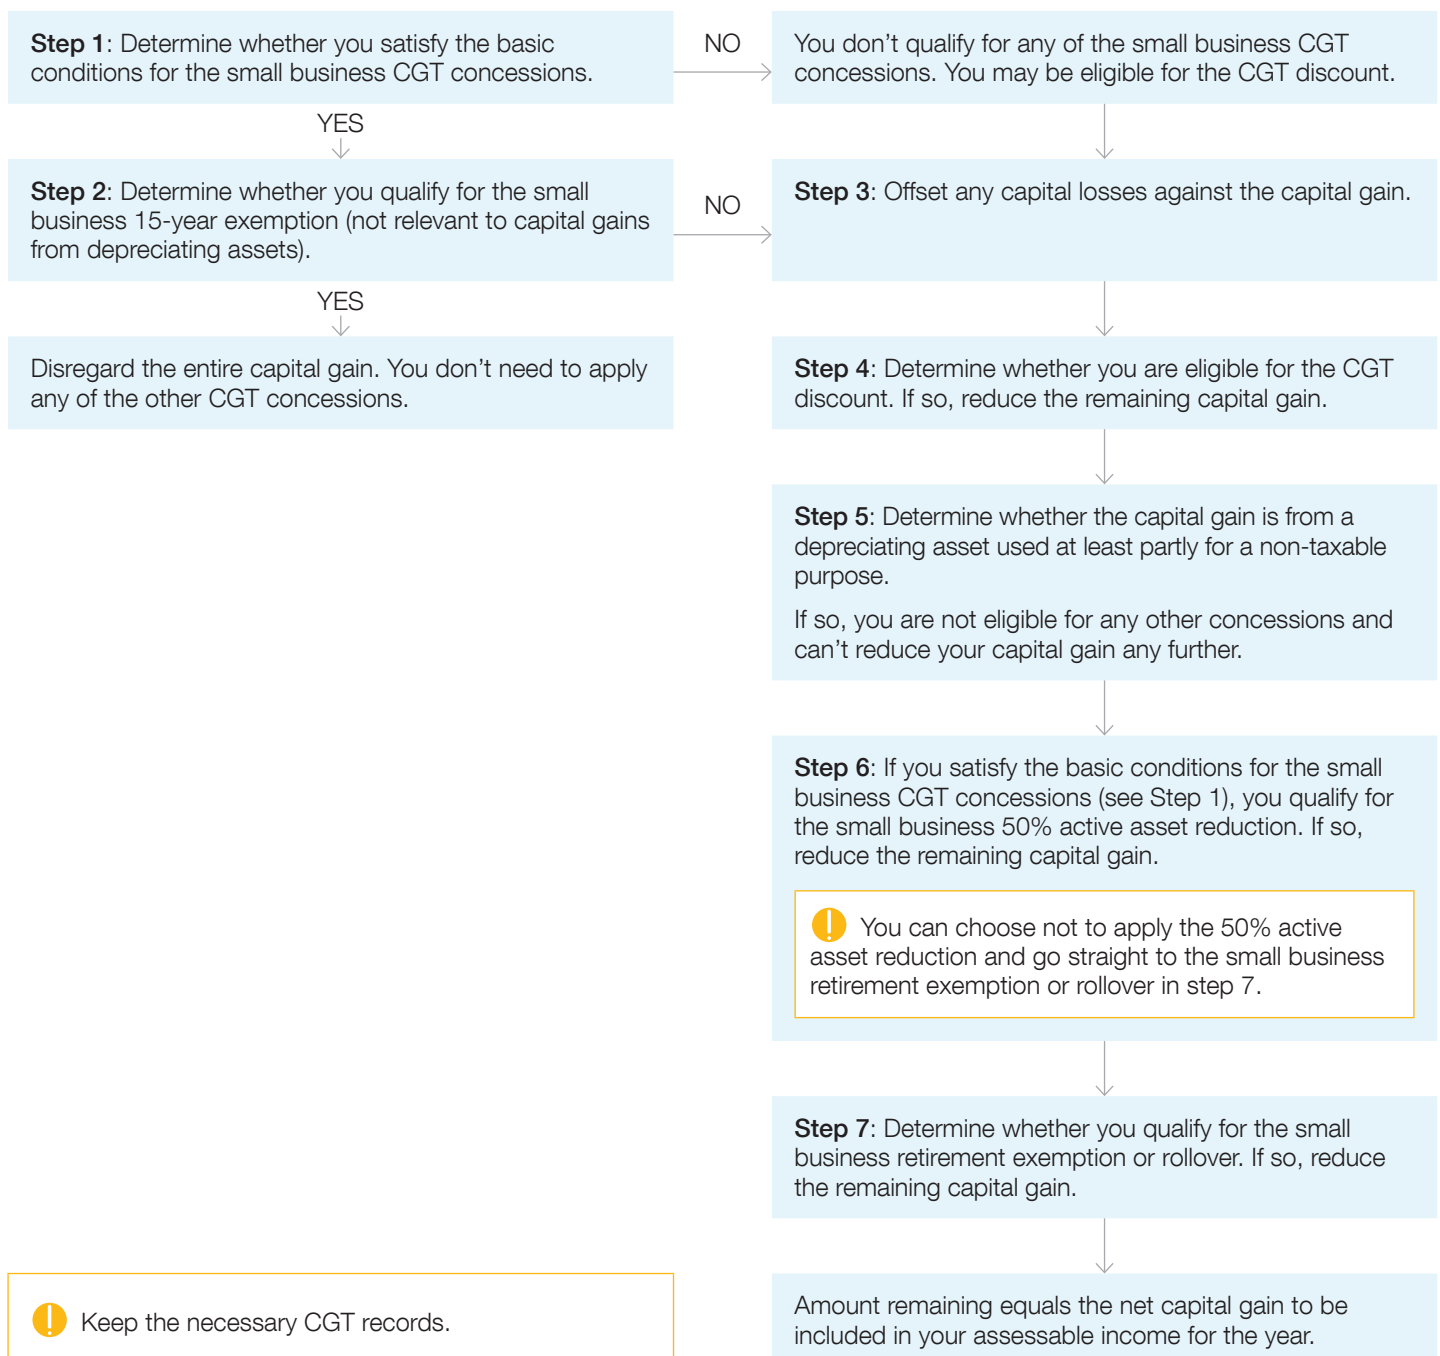 Step 1: Determine whether you satisfy the basic
conditions for the small business CGT concessions.
NO
You don’t qualify for any of the small business CGT
concessions. You may be eligible for the CGT discount.
YES
Step 2: Determine whether you qualify for the small
business 15-year exemption (not relevant to capital gains
from depreciating assets).
NO
Step 3: Offset any capital losses against the capital gain.
YES
Disregard the entire capital gain. You don’t need to apply
any of the other CGT concessions.
Step 4: Determine whether you are eligible for the CGT
discount. If so, reduce the remaining capital gain.
Step 5: Determine whether the capital gain is from a
depreciating asset used at least partly for a non-taxable
purpose.
If so, you are not eligible for any other concessions and
can’t reduce your capital gain any further.
Step 6: If you satisfy the basic conditions for the small
business CGT concessions (see Step 1), you qualify for
the small business 50% active asset reduction. If so,
reduce the remaining capital gain.
You can choose not to apply the 50% active
asset reduction and go straight to the small business
retirement exemption or rollover in step 7.
Step 7: Determine whether you qualify for the small
business retirement exemption or rollover. If so, reduce
the remaining capital gain.
Keep the necessary CGT records.
Amount remaining equals the net capital gain to be
included in your assessable income for the year.